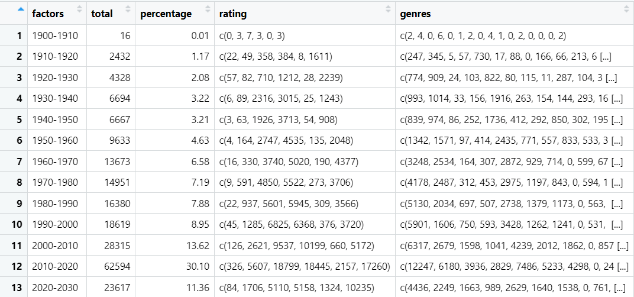 factors total percentage rating genres
1 1900-1910 16 0.01 c(0, 3, 7, 3, 0, 3) c(2, 4, 0, 6, 0, 1, 2, 0, 4, 1, 0, 2, 0, 0, 0, 2)
2 1910-1920 2432 1.17 c(22, 49, 358, 384, 8, 1611) c(247, 345, 5, 57, 730, 17, 88, 0, 166, 66, 213, 6 [...]
3 1920-1930 4328 2.08 c(57, 82, 710, 1212, 28, 2239) c(774, 909, 24, 103, 822, 80, 115, 11, 287, 104, 3 [...]
4 1930-1940 6694 3.22 c(6, 89, 2316, 3015, 25, 1243) c(993, 1014, 33, 156, 1916, 263, 154, 144, 293, 16 [...]
5 1940-1950 6667 3.21 c(3, 63, 1926, 3713, 54, 908) c(839, 974, 86, 252, 1736, 412, 292, 850, 302, 195 [...]
6 1950-1960 9633 4.63 c(4, 164, 2747, 4535, 135, 2048) c(1342, 1571, 97, 414, 2435, 771, 557, 833, 533, 3 [...]
7 1960-1970 13673 6.58 c(16, 330, 3740, 5020, 190, 4377) c(3248, 2534, 164, 307, 2872, 929, 714, 0, 599, 67 [...]
8 1970-1980 14951 7.19 c(9, 591, 4850, 5522, 273, 3706) c(4178, 2487, 312, 453, 2975, 1197, 843, 0, 594, 1 [...]
9 1980-1990 16380 7.88 c(22, 937, 5601, 5945, 309, 3566) c(5130, 2034, 697, 507, 2738, 1379, 1173, 0, 563, [...]
10 1990-2000 18619 8.95 c(45, 1285, 6825, 6368, 376, 3720) c(5901, 1606, 750, 593, 3428, 1262, 1241, 0, 531, [...]
11 2000-2010 28315 13.62 c(126, 2621, 9537, 10199, 660, 5172) c(6317, 2679, 1598, 1041, 4239, 2012, 1862, 0, 857 [...]
12 2010-2020 62594 30.10 c(326, 5607, 18799, 18445, 2157, 17260) c(12247, 6180, 3936, 2829, 7486, 5233, 4298, 0, 24 [...]
13 2020-2030 23617 11.36 c(84, 1706, 5110, 5158, 1324, 10235) c(4436, 2249, 1663, 989, 2629, 1640, 1538, 0, 761, [...]